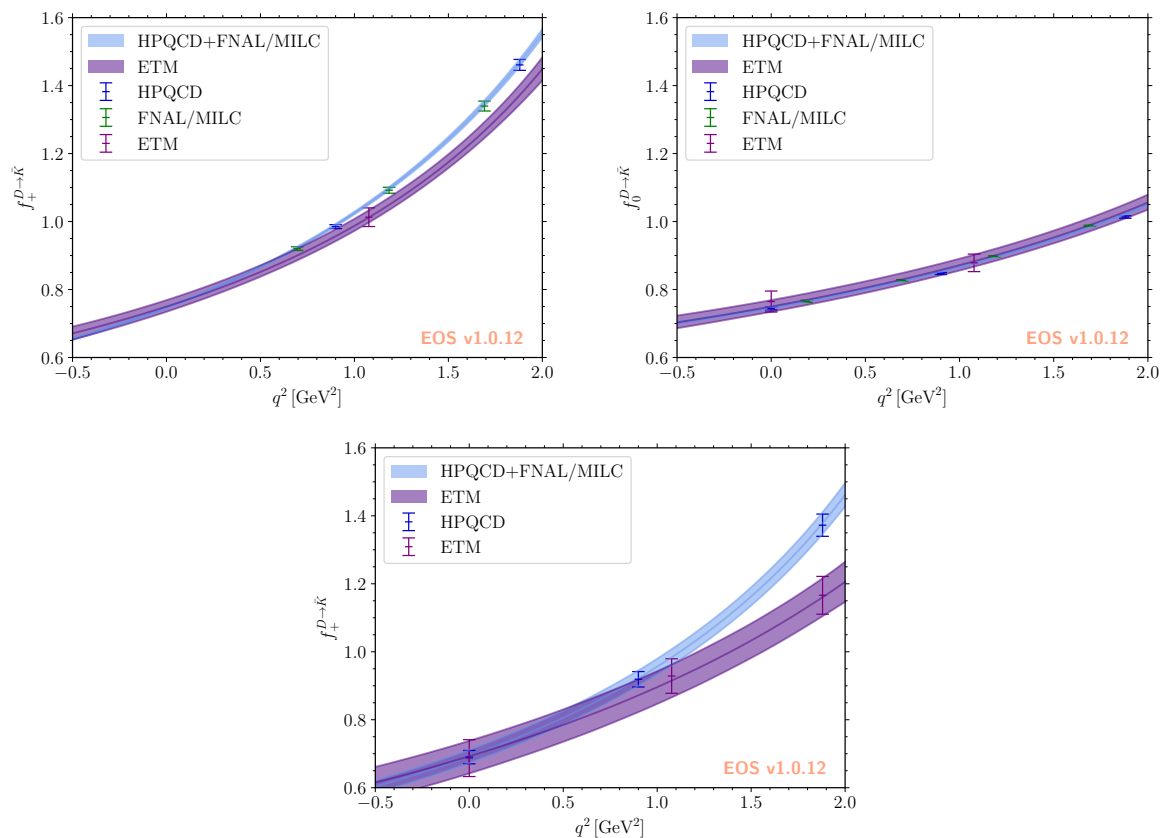 HPQCD+FNAL/MILC
ETM
HPQCD
FNAL/MILC
ETM
f_+^{D→K̄}
1.6
1.4
1.2
1.0
0.8
0.6
EOS v1.0.12
−0.5 0.0 0.5 1.0 1.5 2.0
q² [GeV²]
HPQCD+FNAL/MILC
ETM
HPQCD
FNAL/MILC
ETM
f_0^{D→K̄}
1.6
1.4
1.2
1.0
0.8
0.6
EOS v1.0.12
−0.5 0.0 0.5 1.0 1.5 2.0
q² [GeV²]
HPQCD+FNAL/MILC
ETM
HPQCD
ETM
f_+^{D→K̄}
1.6
1.4
1.2
1.0
0.8
0.6
EOS v1.0.12
−0.5 0.0 0.5 1.0 1.5 2.0
q² [GeV²]